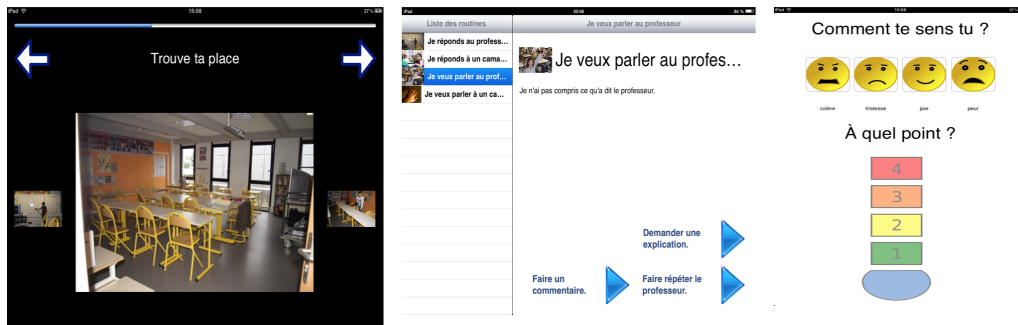 iPad 15:08 37 %
Trouve ta place
iPad 00:46 84 %
Liste des routines
Je réponds au profess…
Je réponds à un cama…
Je veux parler au prof…
Je veux parler à un ca…
Je veux parler au professeur
Je veux parler au profes…
Je n'ai pas compris ce qu'a dit le professeur.
Demander une
explication.
Faire un
commentaire.
Faire répéter le
professeur.
iPad 15:08 37 %
Comment te sens tu ?
colère tristesse joie peur
À quel point ?
4
3
2
1